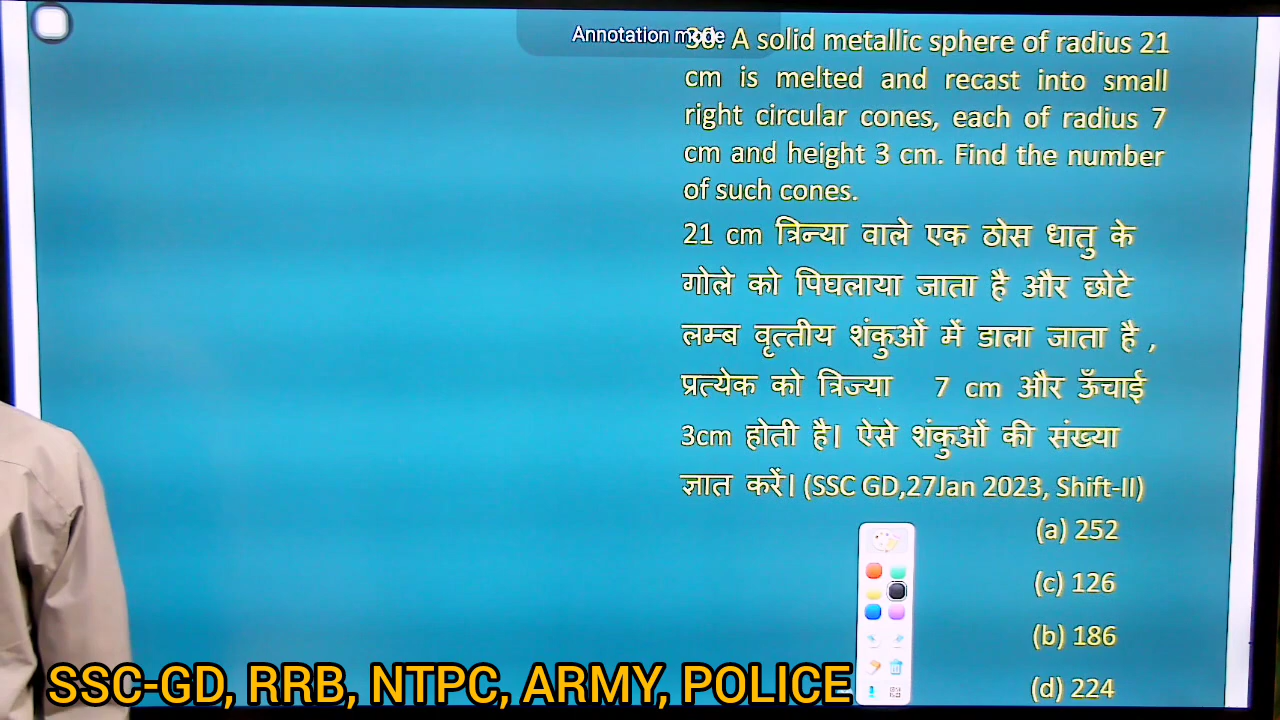 Annotation mode
30. A solid metallic sphere of radius 21
cm is melted and recast into small
right circular cones, each of radius 7
cm and height 3 cm. Find the number
of such cones.
21 cm त्रिन्या वाले एक ठोस धातु के
गोले को पिघलाया जाता है और छोटे
लम्ब वृत्तीय शंकुओं में डाला जाता है ,
प्रत्येक को त्रिज्या 7 cm और ऊँचाई
3cm होती है। ऐसे शंकुओं की संख्या
ज्ञात करें। (SSC GD,27Jan 2023, Shift-II)
(a) 252
(c) 126
(b) 186
(d) 224
SSC-GD, RRB, NTPC, ARMY, POLICE